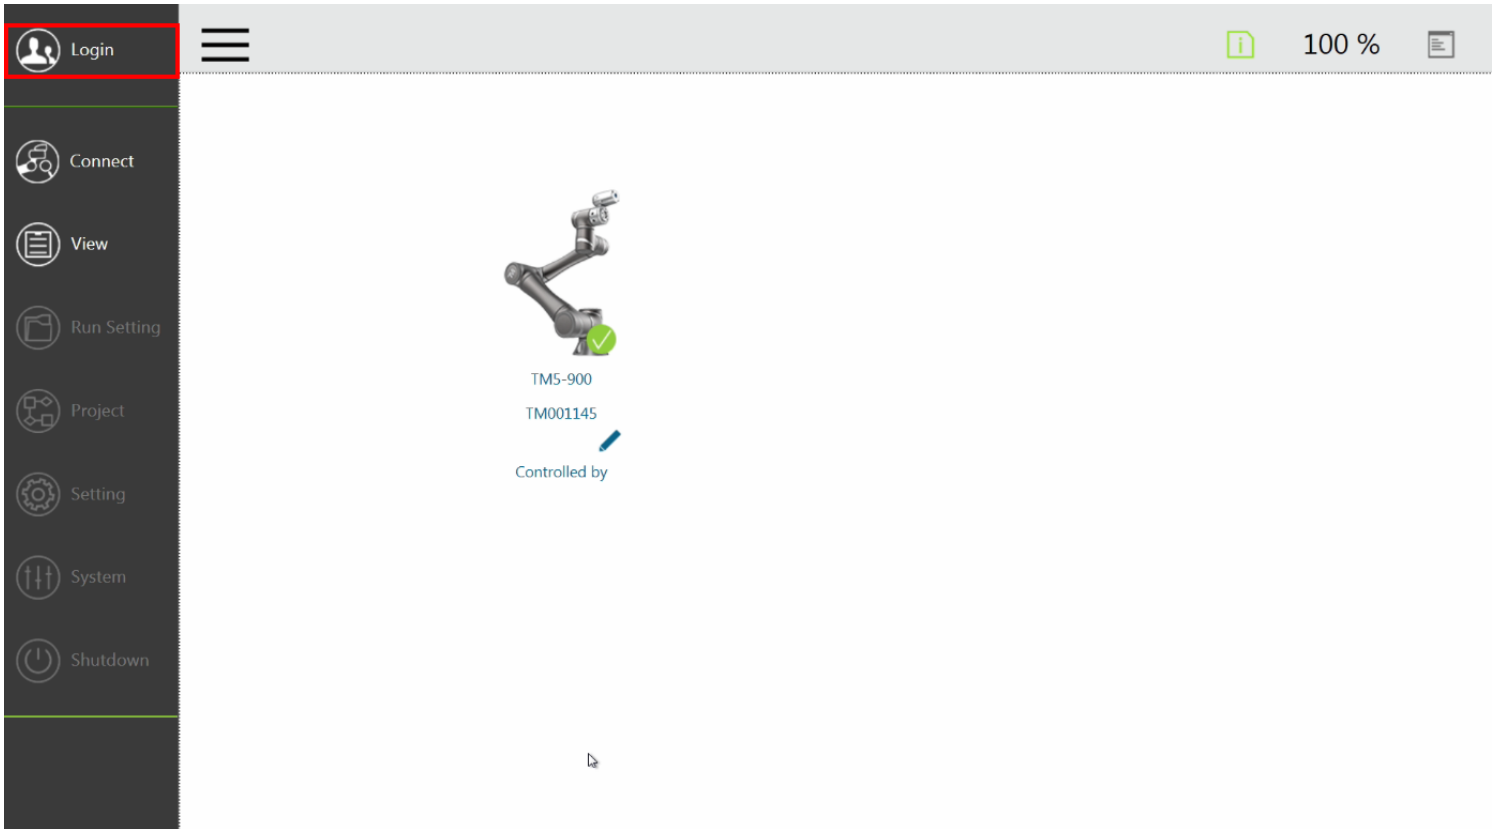 Login
100 %
Connect
View
Run Setting
Project
Setting
System
Shutdown
TM5-900
TM001145
Controlled by